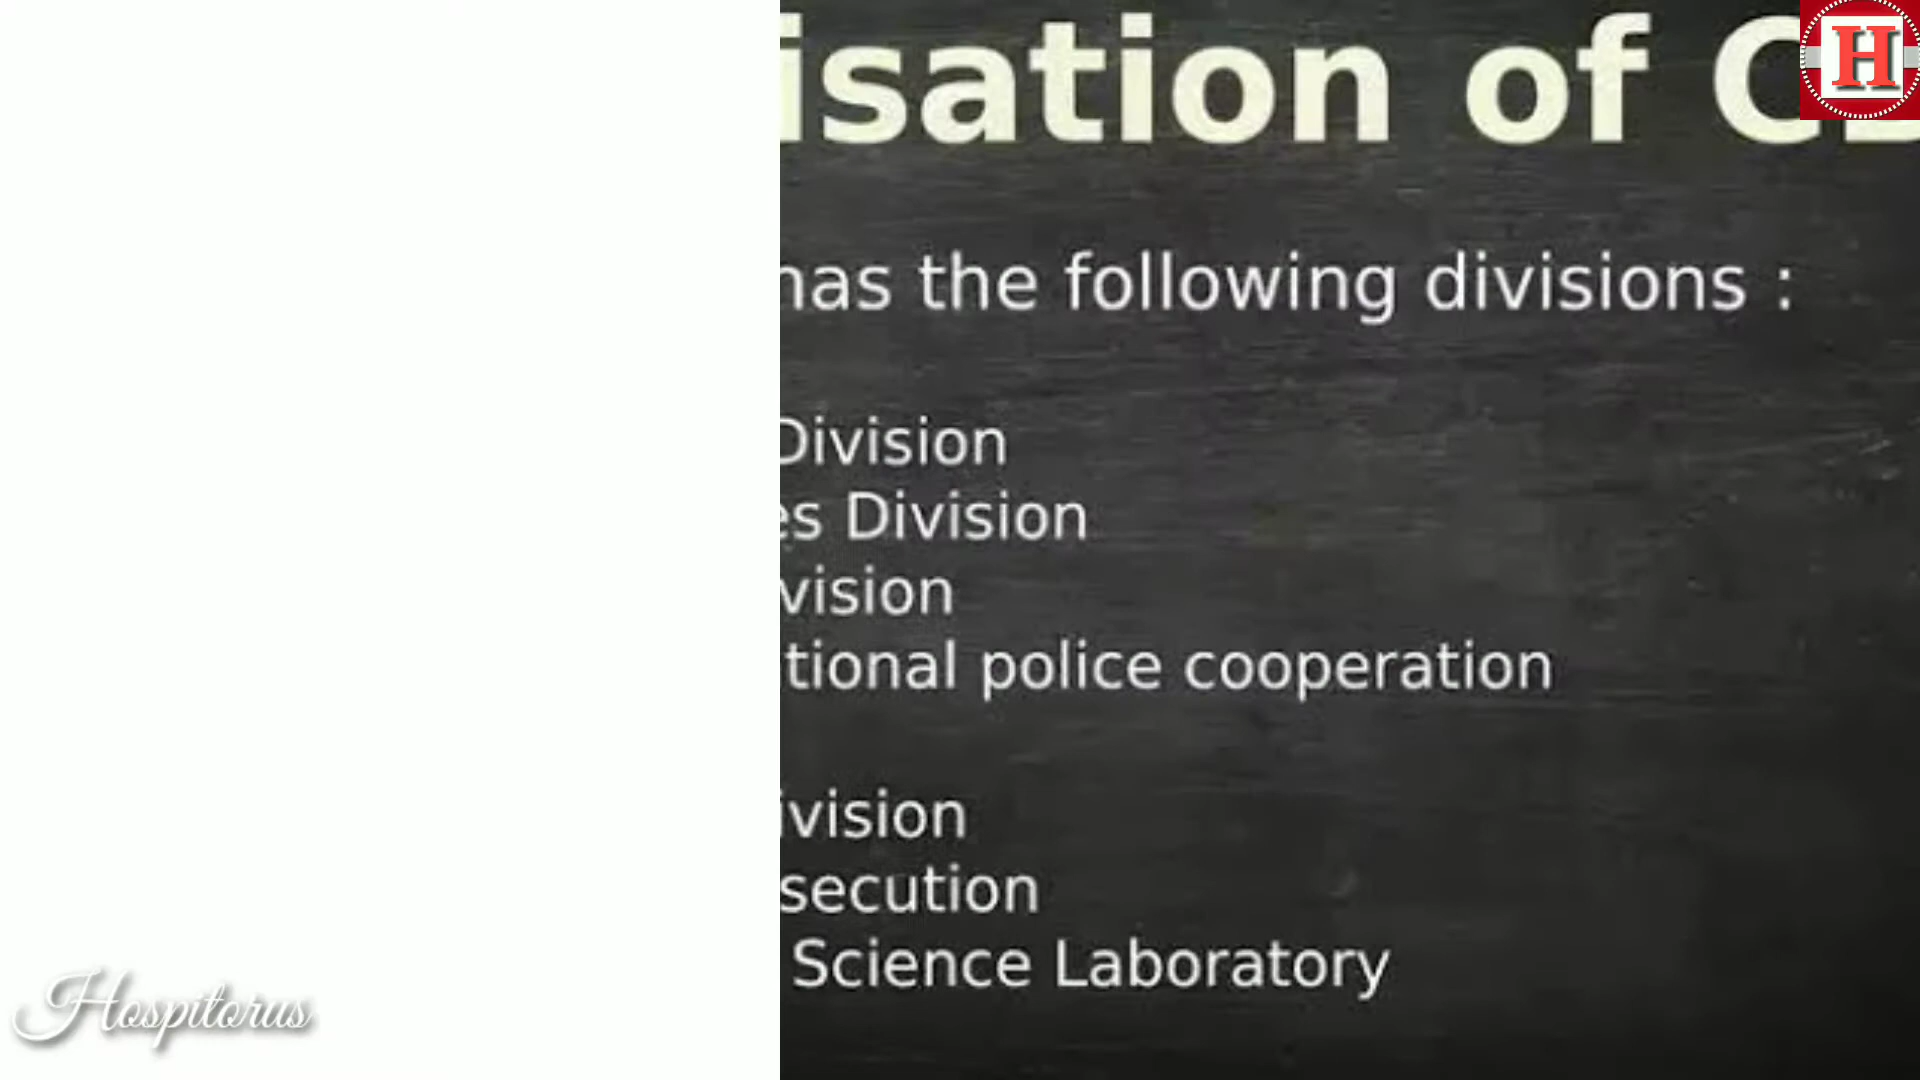 isation of C
H
has the following divisions :
Division
es Division
vision
tional police cooperation
ivision
secution
Science Laboratory
Hospitorus